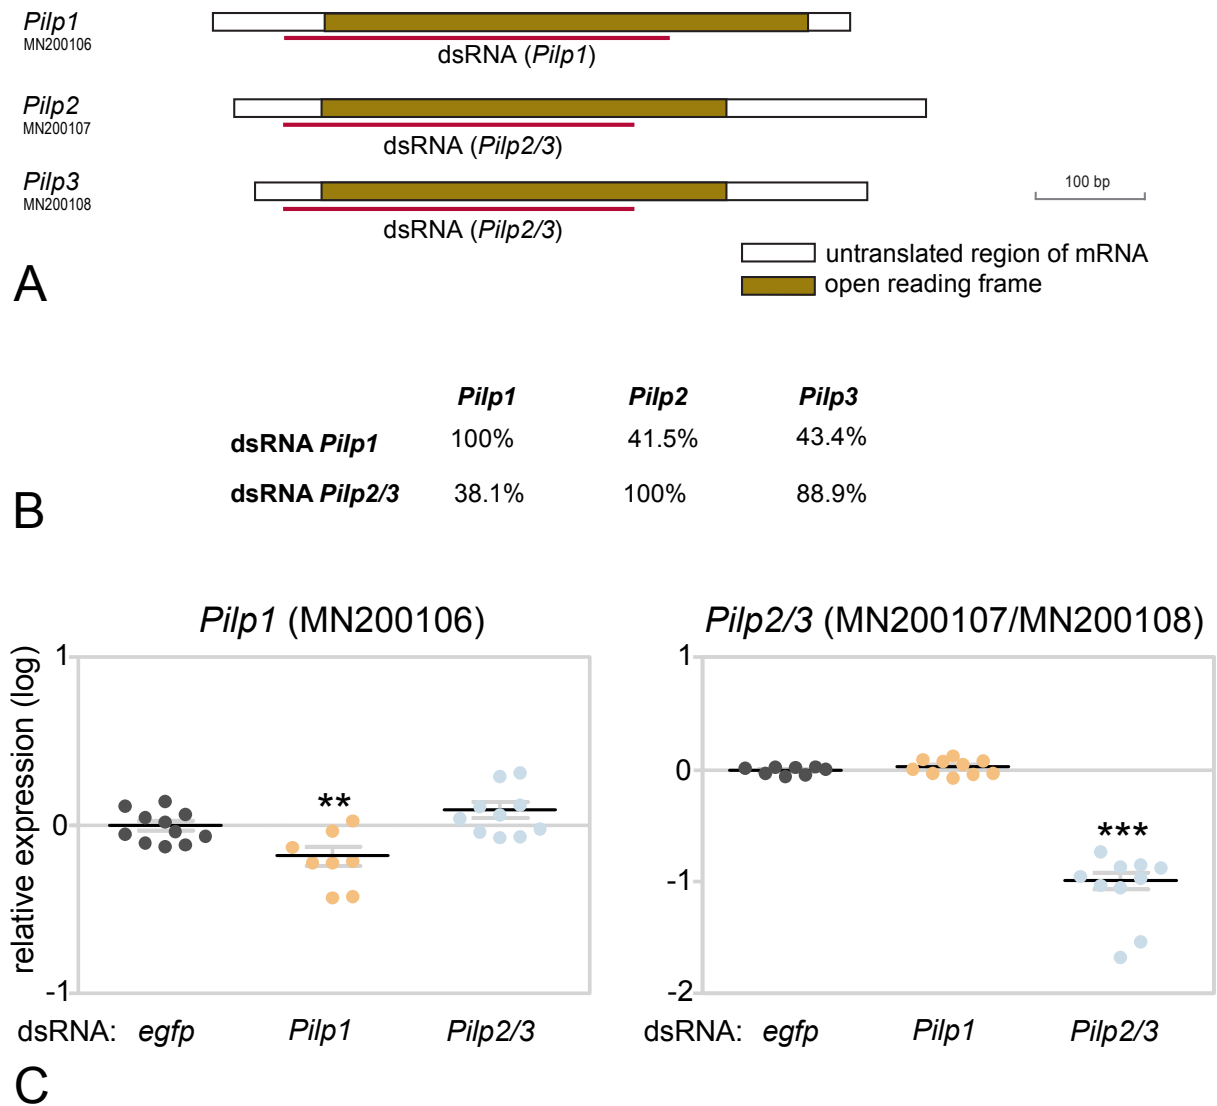 Pilp1
MN200106
dsRNA (Pilp1)
Pilp2
MN200107
dsRNA (Pilp2/3)
Pilp3
MN200108
dsRNA (Pilp2/3)
100 bp
untranslated region of mRNA
open reading frame
A
Pilp1 Pilp2 Pilp3
dsRNA Pilp1 100% 41.5% 43.4%
dsRNA Pilp2/3 38.1% 100% 88.9%
B
Pilp1 (MN200106)
relative expression (log)
1
0
-1
**
dsRNA: egfp Pilp1 Pilp2/3
Pilp2/3 (MN200107/MN200108)
1
0
-1
-2
***
dsRNA: egfp Pilp1 Pilp2/3
C